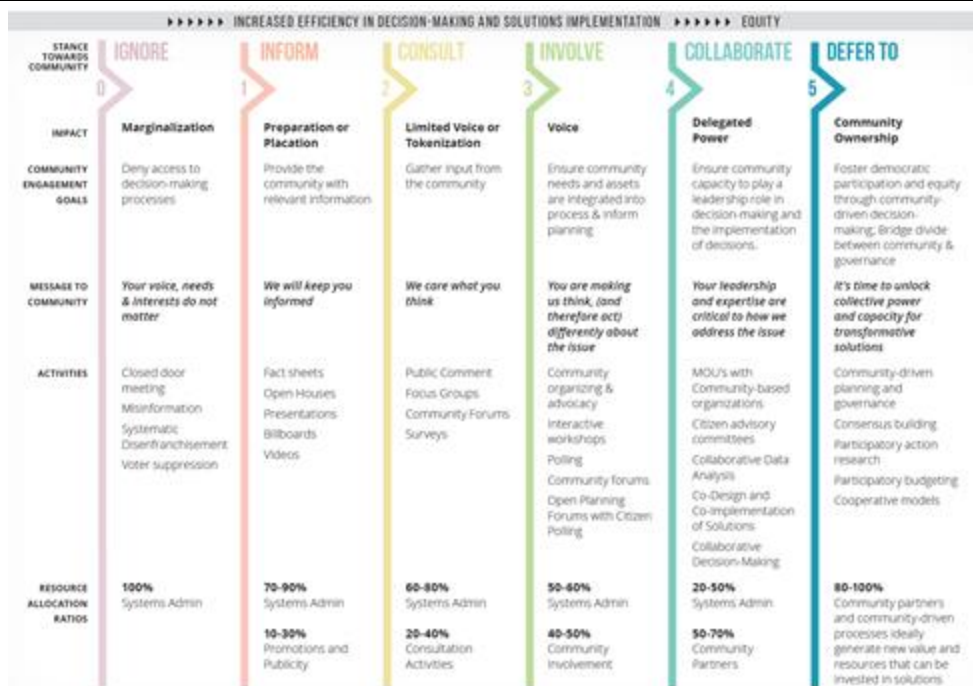 INCREASED EFFICIENCY IN DECISION-MAKING AND SOLUTIONS IMPLEMENTATION EQUITY
STANCE
TOWARDS
COMMUNITY
IGNORE
INFORM
CONSULT
INVOLVE
COLLABORATE
DEFER TO
0
1
2
3
4
5
IMPACT
Marginalization
Preparation or
Placation
Limited Voice or
Tokenization
Voice
Delegated
Power
Community
Ownership
COMMUNITY
ENGAGEMENT
GOALS
Deny access to
decision-making
processes
Provide the
community with
relevant information
Gather input from
the community
Ensure community
needs and assets
are integrated into
process & inform
planning
Ensure community
capacity to play a
leadership role in
decision-making and
the implementation
of decisions.
Foster democratic
participation and equity
through community-
driven decision-
making; Bridge divide
between community &
governance
MESSAGE TO
COMMUNITY
Your voice, needs
& interests do not
matter
We will keep you
informed
We care what you
think
You are making
us think, (and
therefore act)
differently about
the issue
Your leadership
and expertise are
critical to how we
address the issue
It's time to unlock
collective power
and capacity for
transformative
solutions
ACTIVITIES
Closed door
meeting
Misinformation
Systematic
Disenfranchisement
Voter suppression
Fact sheets
Open Houses
Presentations
Billboards
Videos
Public Comment
Focus Groups
Community Forums
Surveys
Community
organizing &
advocacy
Interactive
workshops
Polling
Community forums
Open Planning
Forums with Citizen
Polling
MOU's with
Community-based
organizations
Citizen advisory
committees
Collaborative Data
Analysis
Co-Design and
Co-Implementation
of Solutions
Collaborative
Decision-Making
Community-driven
planning and
governance
Consensus building
Participatory action
research
Participatory budgeting
Cooperative models
RESOURCE
ALLOCATION
RATIOS
100%
Systems Admin
70-90%
Systems Admin
10-30%
Promotions and
Publicity
60-80%
Systems Admin
20-40%
Consultation
Activities
50-60%
Systems Admin
40-50%
Community
Involvement
20-50%
Systems Admin
50-70%
Community
Partners
80-100%
Community partners
and community-driven
processes ideally
generate new value and
resources that can be
invested in solutions